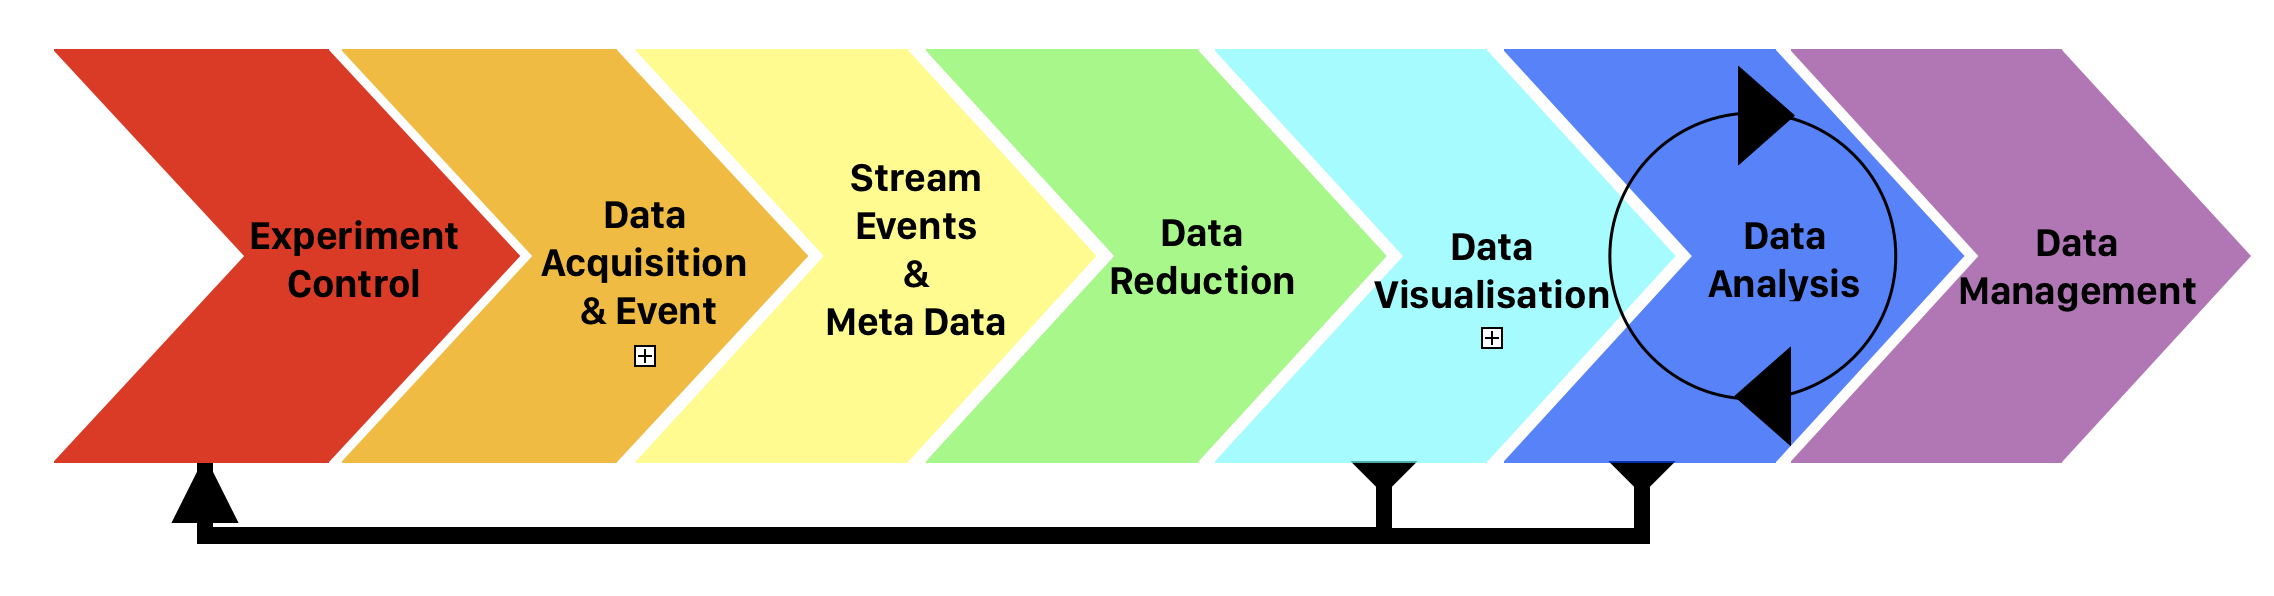 Experiment
Control
Data
Acquisition
& Event
Stream
Events
&
Meta Data
Data
Reduction
Data
Visualisation
Data
Analysis
Data
Management